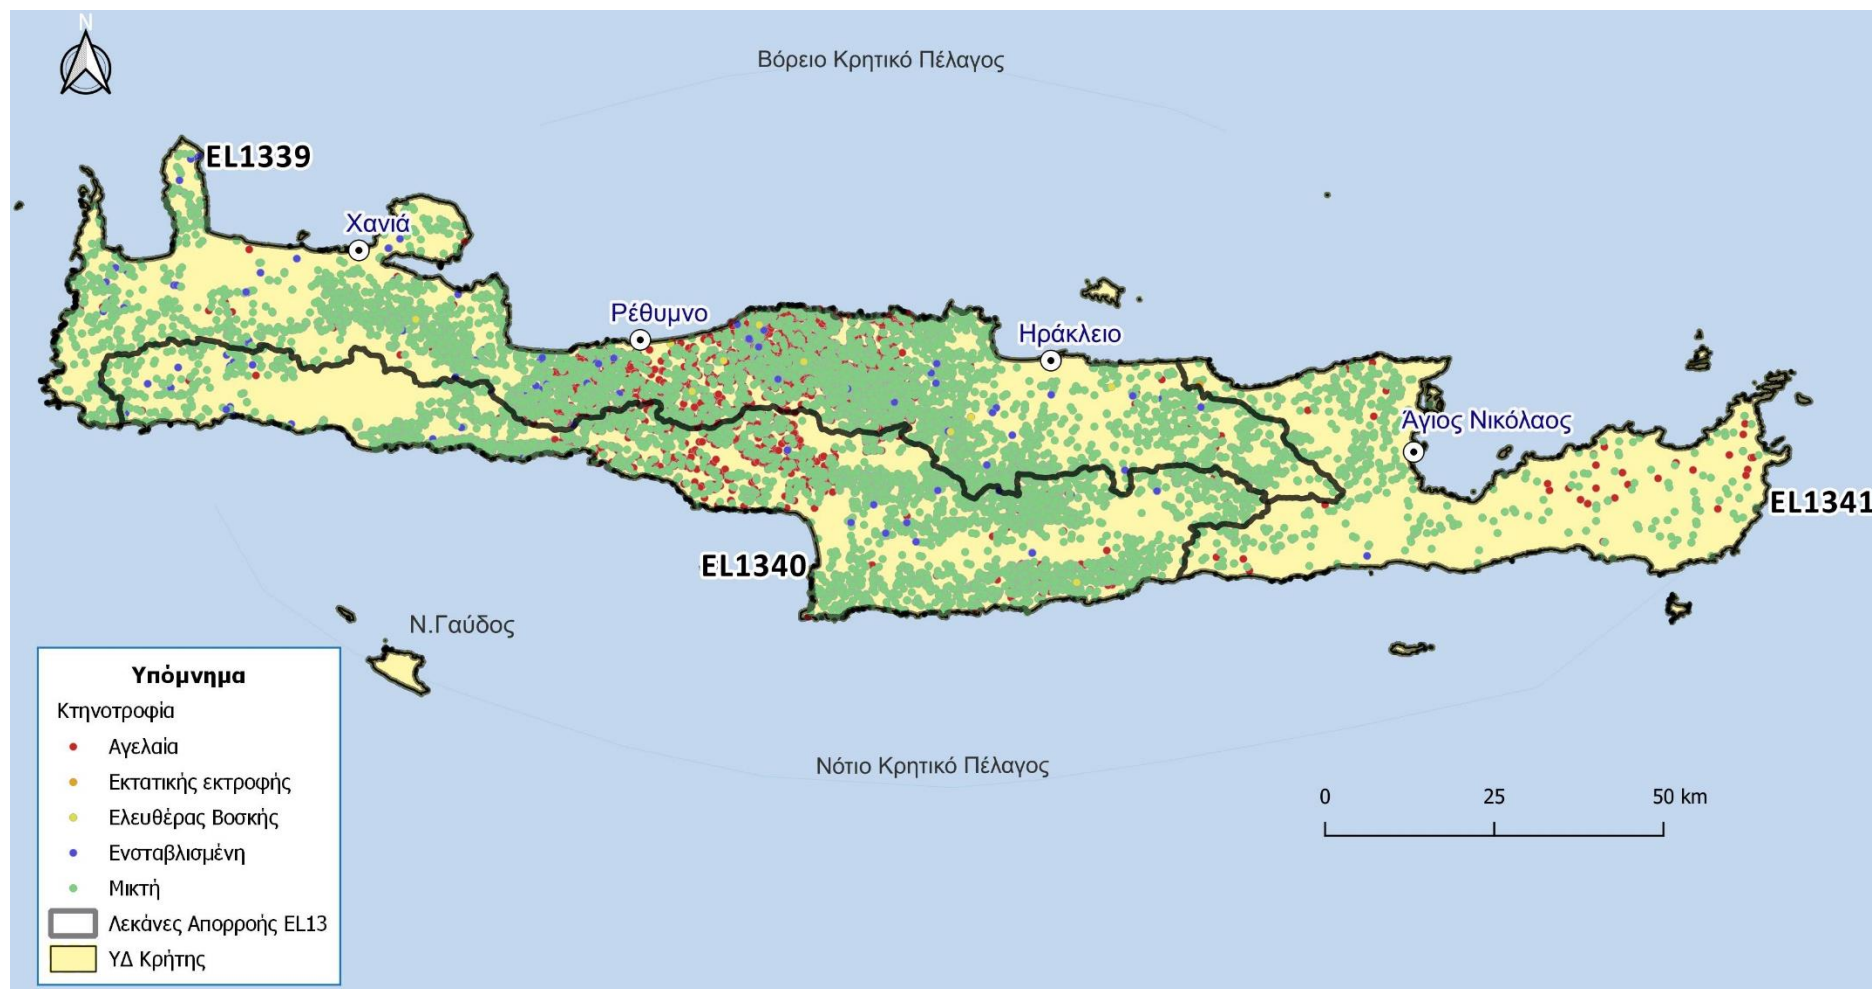 N
Βόρειο Κρητικό Πέλαγος
EL1339
Χανιά
Ρέθυμνο
Ηράκλειο
Άγιος Νικόλαος
EL1341
EL1340
Ν.Γαύδος
Νότιο Κρητικό Πέλαγος
Υπόμνημα
Κτηνοτροφία
Αγελαία
Εκτατικής εκτροφής
Ελευθέρας Βοσκής
Ενσταβλισμένη
Μικτή
Λεκάνες Απορροής EL13
ΥΔ Κρήτης
0 25 50 km